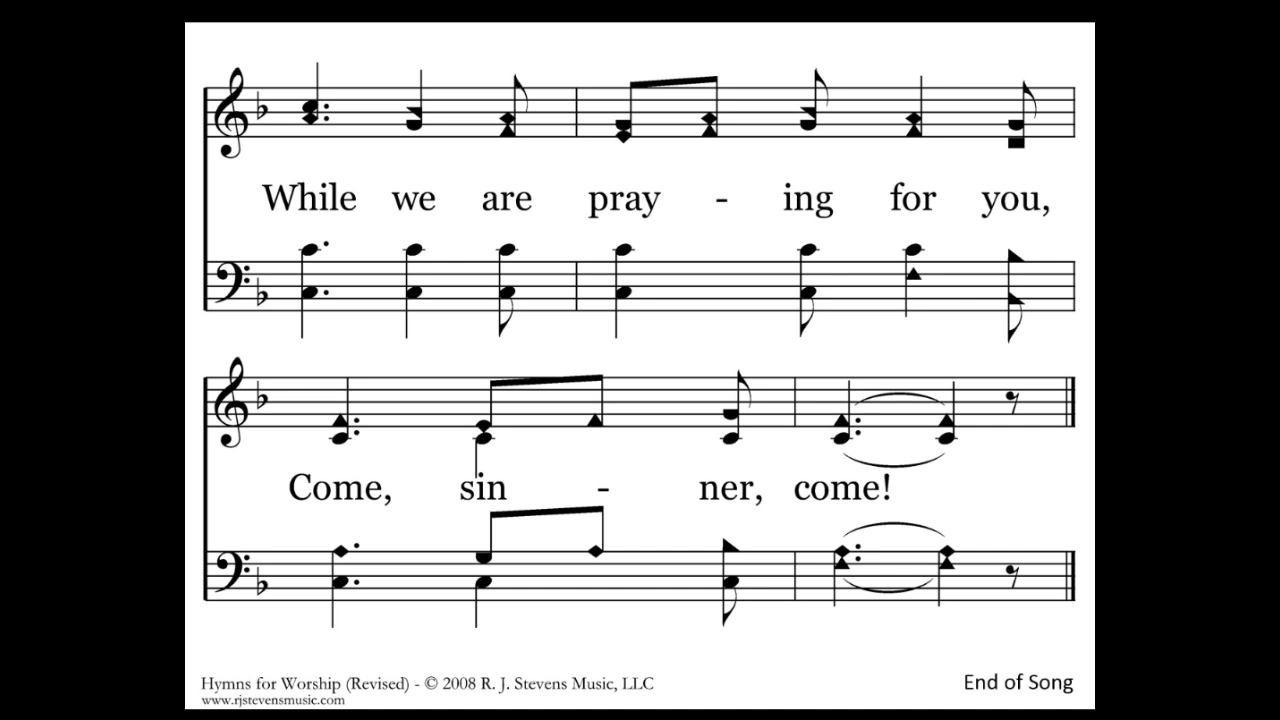 While we are pray - ing for you,
Come, sin - ner, come!
Hymns for Worship (Revised) - © 2008 R. J. Stevens Music, LLC
www.rjstevensmusic.com
End of Song